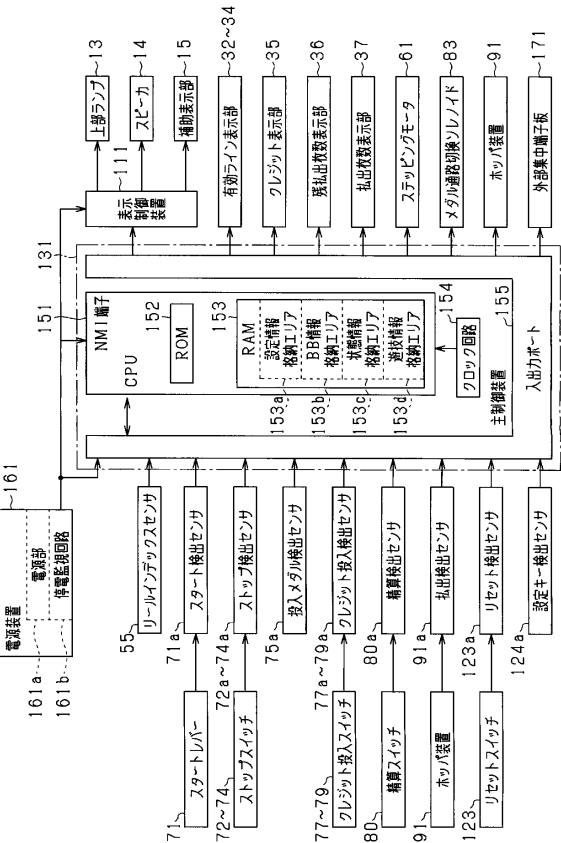 電源装置
161
電源部
停電監視回路
161a
161b
55
リールインデックスセンサ
71
スタートレバー
71a
スタート検出センサ
72~74
ストップスイッチ
72a~74a
ストップ検出センサ
75a
投入メダル検出センサ
77~79
クレジット投入スイッチ
77a~79a
クレジット投入検出センサ
80
精算スイッチ
80a
精算検出センサ
91
ホッパ装置
91a
払出検出センサ
123
リセットスイッチ
123a
リセット検出センサ
124a
設定キー検出センサ
131
151
NMI端子
CPU
152
ROM
153
RAM
設定情報
格納エリア
BB情報
格納エリア
状態情報
格納エリア
遊技情報
格納エリア
153a
153b
153c
153d
154
クロック回路
155
主制御装置
入出力ポート
111
表示
制御
装置
上部ランプ
13
スピーカ
14
補助表示部
15
有効ライン表示部
32~34
クレジット表示部
35
残払出枚数表示部
36
払出枚数表示部
37
ステッピングモータ
61
メダル通路切換ソレノイド
83
ホッパ装置
91
外部集中端子板
171